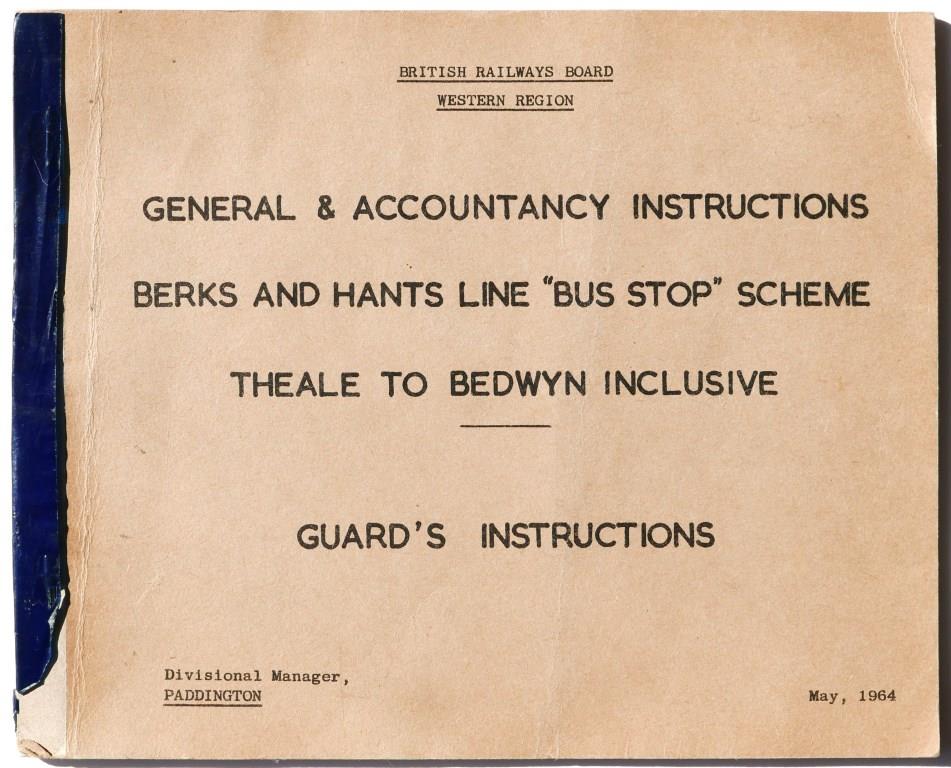 BRITISH RAILWAYS BOARD
WESTERN REGION
GENERAL & ACCOUNTANCY INSTRUCTIONS
BERKS AND HANTS LINE "BUS STOP" SCHEME
THEALE TO BEDWYN INCLUSIVE
GUARD'S INSTRUCTIONS
Divisional Manager,
PADDINGTON
May, 1964